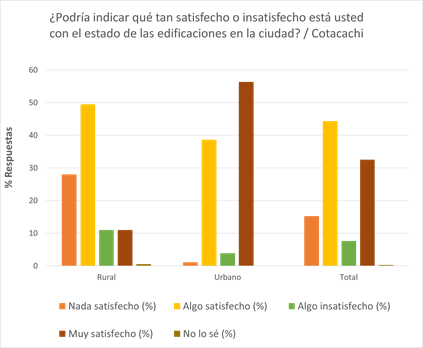 ¿Podría indicar qué tan satisfecho o insatisfecho está usted
con el estado de las edificaciones en la ciudad? / Cotacachi
% Respuestas
60
50
40
30
20
10
0
Rural
Urbano
Total
Nada satisfecho (%)
Algo satisfecho (%)
Algo insatisfecho (%)
Muy satisfecho (%)
No lo sé (%)